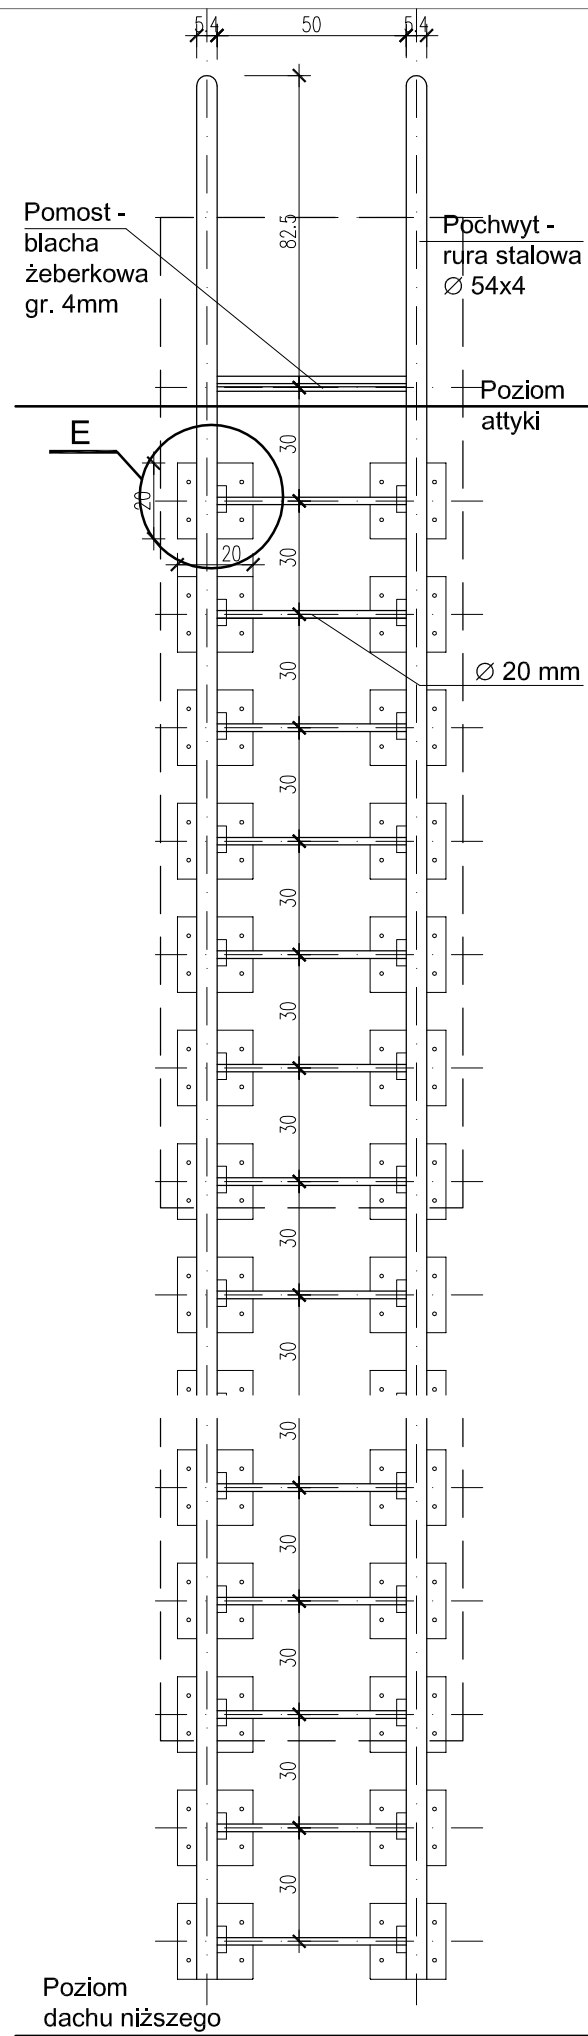 5.4
50
5.4
82.5
Pomost -
blacha
żeberkowa
gr. 4mm
Pochwyt -
rura stalowa
∅ 54x4
Poziom
attyki
E
30
20
20
30
30
∅ 20 mm
30
30
30
30
30
30
30
30
30
30
30
Poziom
dachu niższego